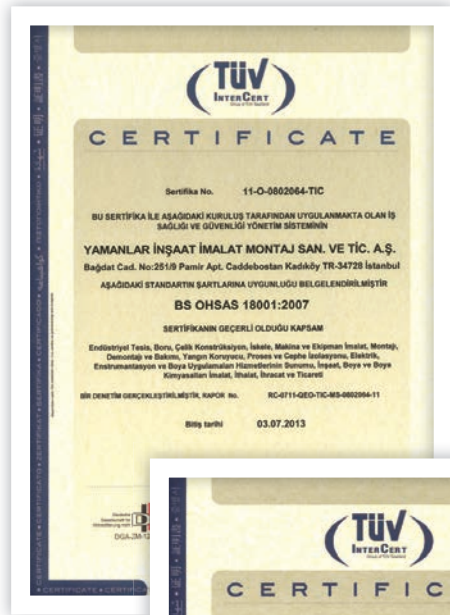 TÜV
INTERCERT
CERTIFICATE
Sertifika No. 11-O-0802064-TIC
BU SERTİFİKA İLE AŞAĞIDAKİ KURULUŞ TARAFINDAN UYGULANMAKTA OLAN İŞ
SAĞLIĞI VE GÜVENLİĞİ YÖNETİM SİSTEMİNİN
YAMANLAR İNŞAAT İMALAT MONTAJ SAN. VE TİC. A.Ş.
Bağdat Cad. No:251/9 Pamir Apt. Caddebostan Kadıköy TR-34728 İstanbul
AŞAĞIDAKİ STANDARTIN ŞARTLARINA UYGUNLUĞU BELGELENDİRİLMİŞTİR
BS OHSAS 18001:2007
SERTİFİKANIN GEÇERLİ OLDUĞU KAPSAM
Endüstriyel Tesis, Boru, Çelik Konstrüksiyon, İskele, Makina ve Ekipman İmalat, Montajı,
Demontajı ve Bakımı, Yangın Koruyucu, Proses ve Cephe İzolasyonu, Elektrik,
Enstrumantasyon ve Boya Uygulamaları Hizmetlerinin Sunumu, İnşaat, Boya ve Boya
Kimyasalları İmalat, İthalat, İhracat ve Ticareti
BİR DENETİM GERÇEKLEŞTİRİLMİŞTİR, RAPOR No. RC-0711-QEO-TIC-MS-0802064-11
Bitiş tarihi 03.07.2013
TÜV
INTERCERT
CERTIFIC